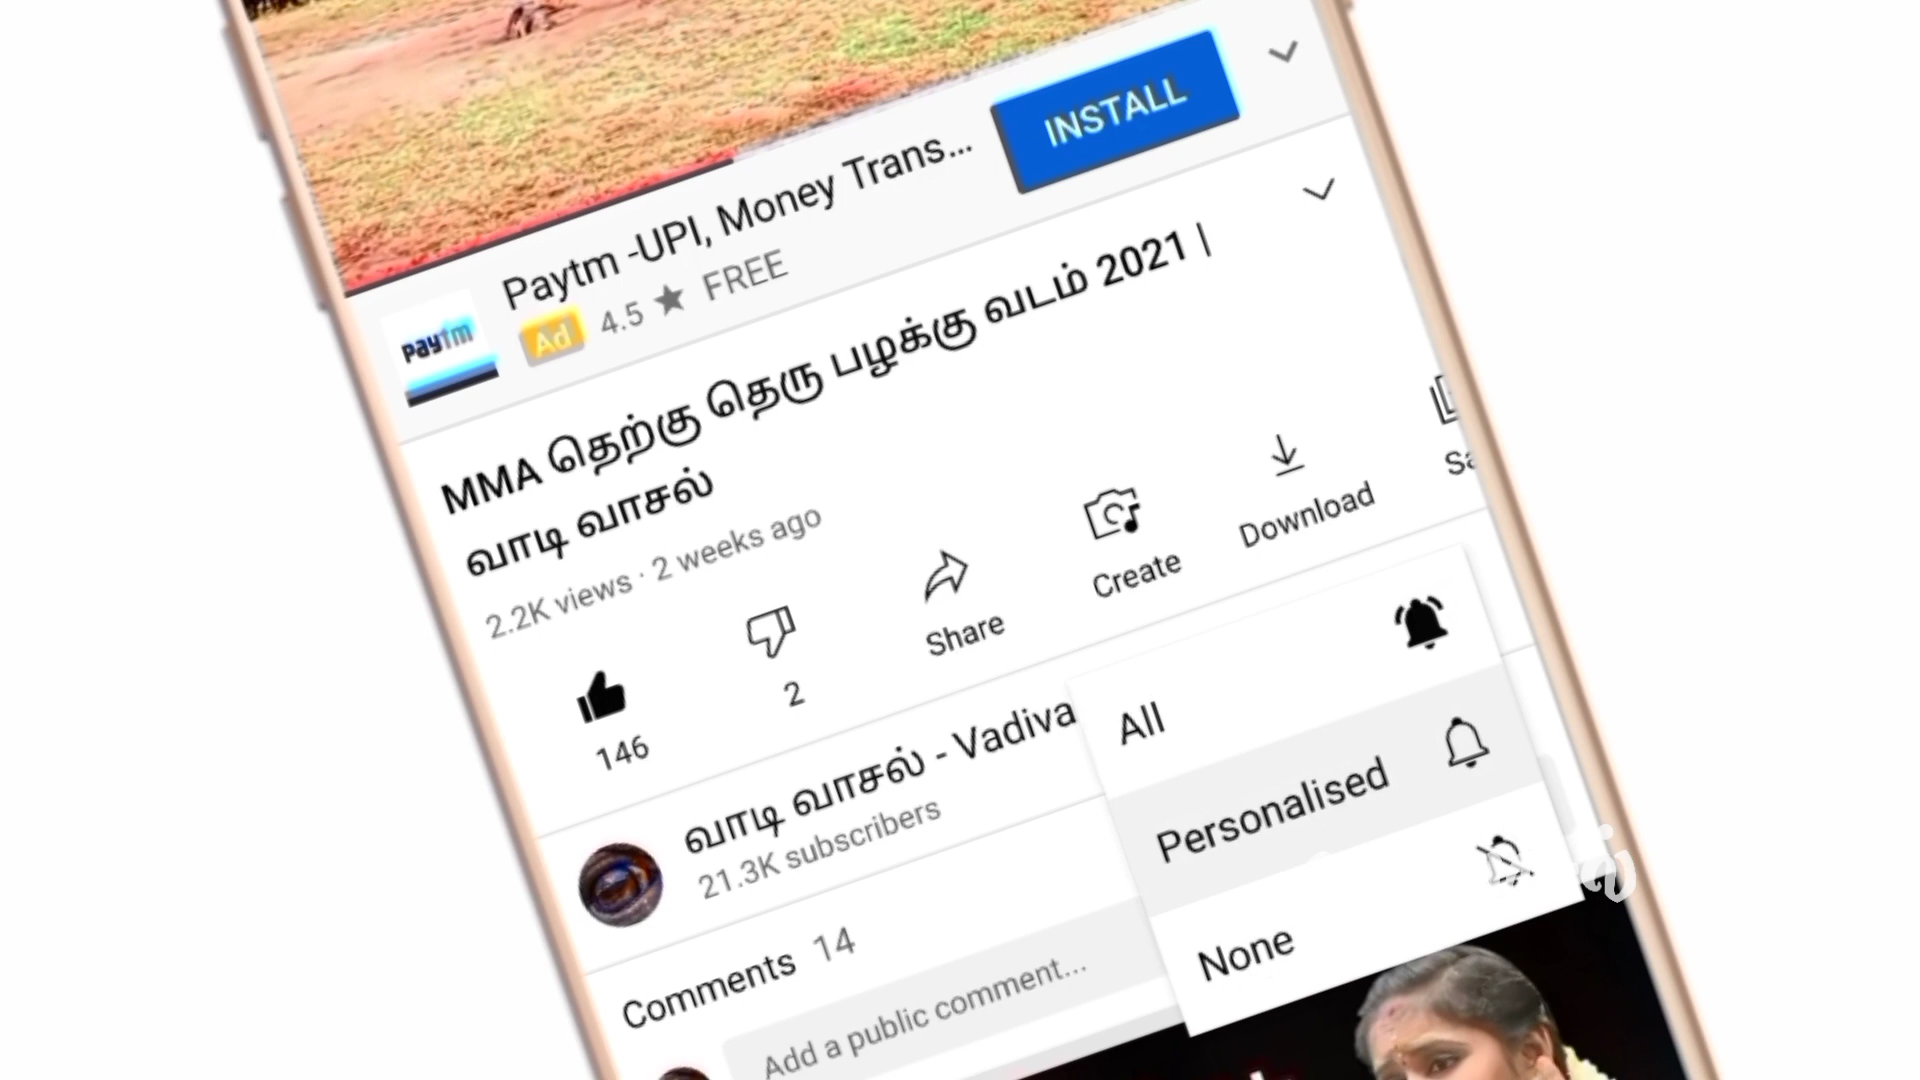 INSTALL
Paytm -UPI, Money Trans...
paytm
Ad 4.5 ★ FREE
MMA தெற்கு தெரு பழக்கு வடம் 2021 |
வாடி வாசல்
2.2K views · 2 weeks ago
146
2
Share
Create
Download
Sa
வாடி வாசல் - Vadiva
21.3K subscribers
All
Personalised
None
Comments 14
Add a public comment...